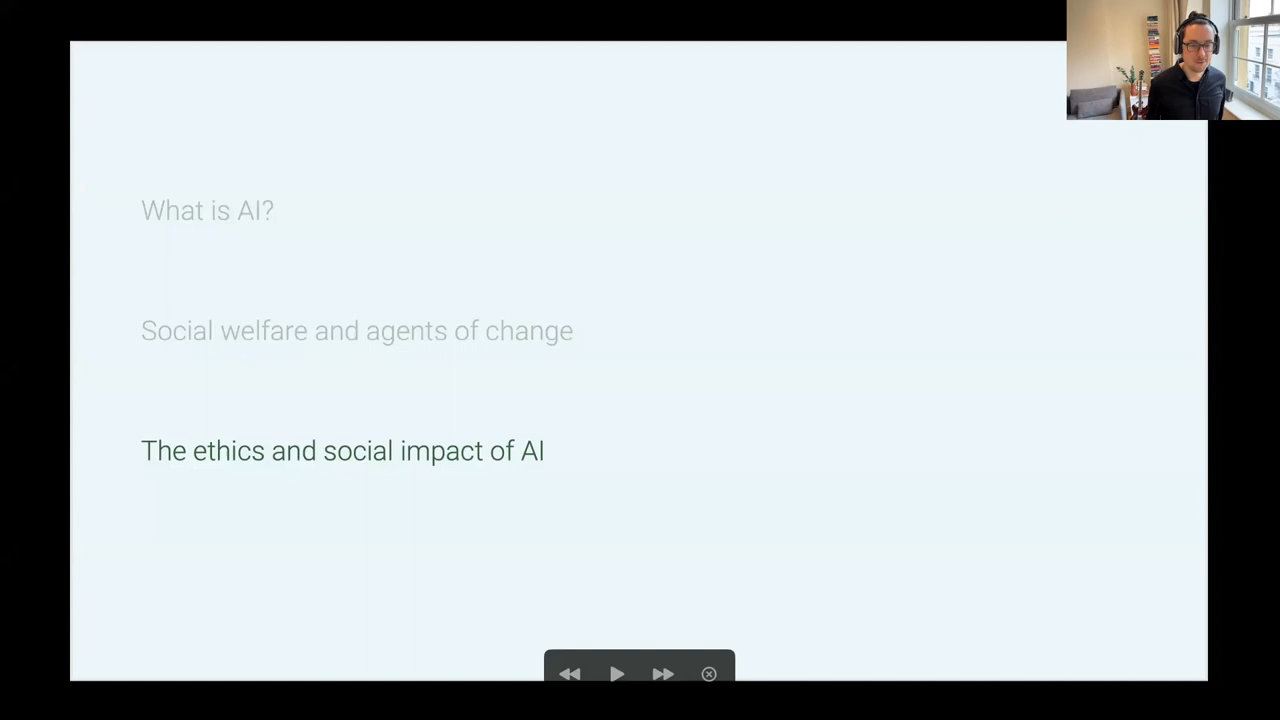 What is AI?
Social welfare and agents of change
The ethics and social impact of AI